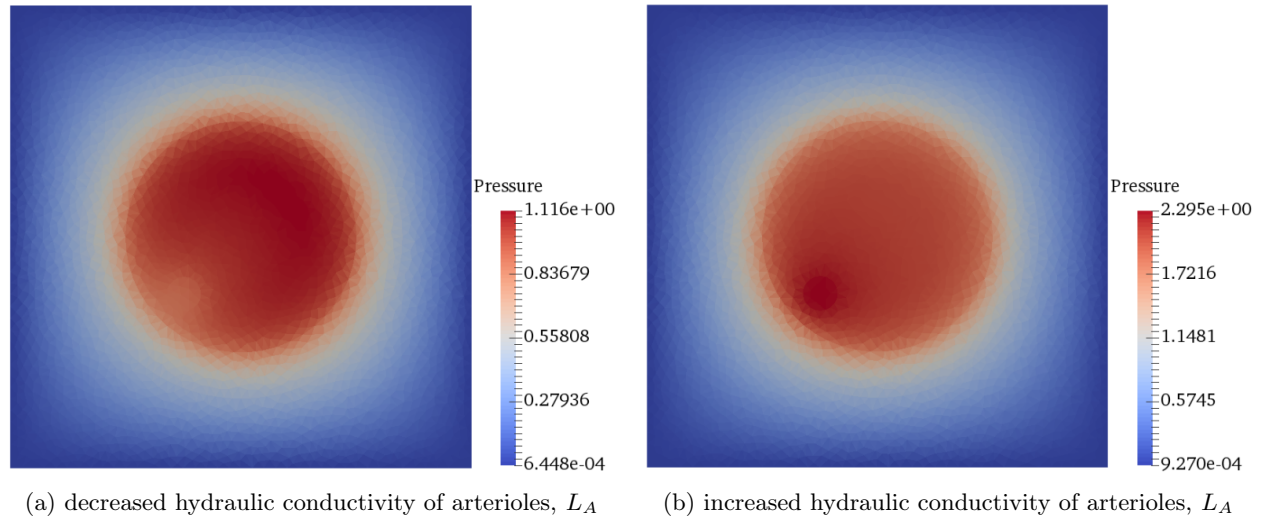 Pressure
1.116e+00
0.83679
0.55808
0.27936
6.448e-04
(a) decreased hydraulic conductivity of arterioles, L_A
Pressure
2.295e+00
1.7216
1.1481
0.5745
9.270e-04
(b) increased hydraulic conductivity of arterioles, L_A